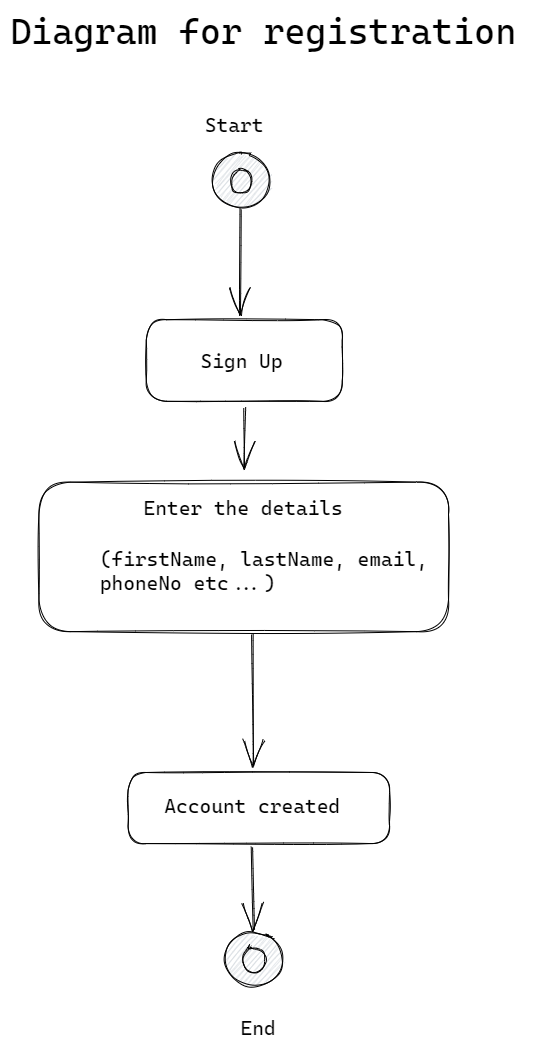 Diagram for registration
Start
Sign Up
Enter the details
(firstName, lastName, email,
phoneNo etc...)
Account created
End